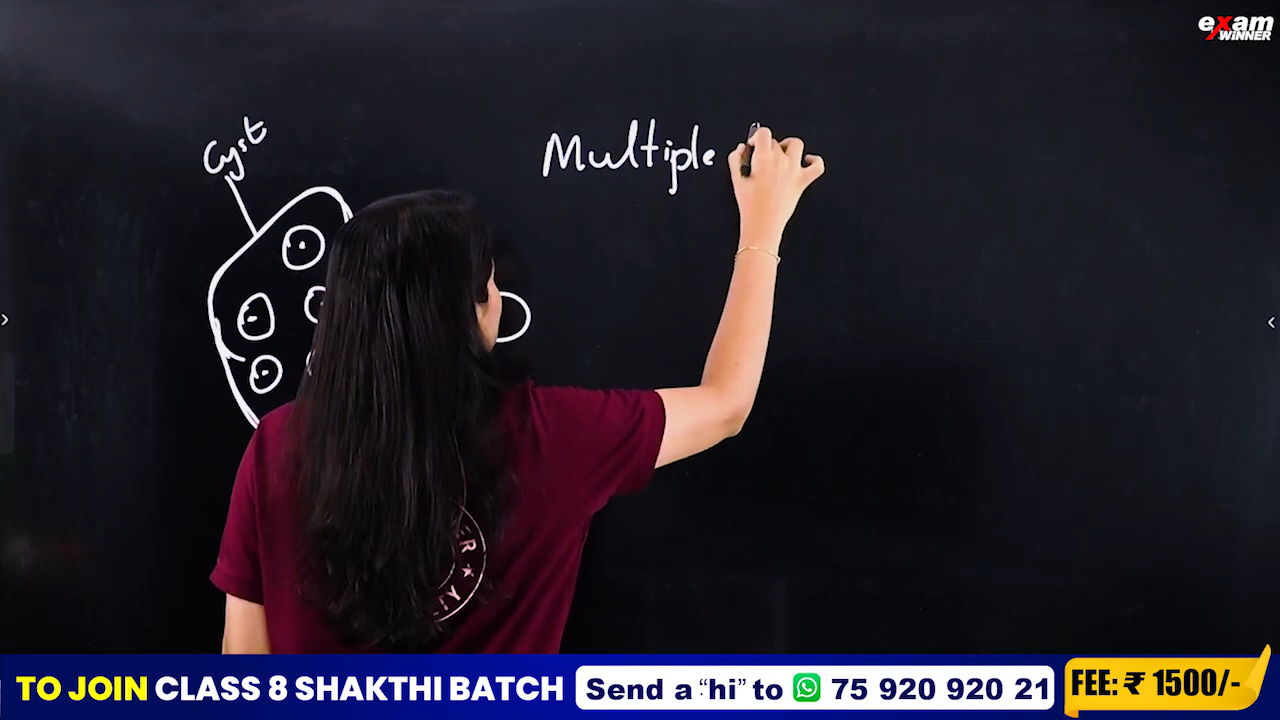 exam
WINNER
Cyst
Multiple
TO JOIN CLASS 8 SHAKTHI BATCH
Send a “hi” to 75 920 920 21
FEE: ₹ 1500/-